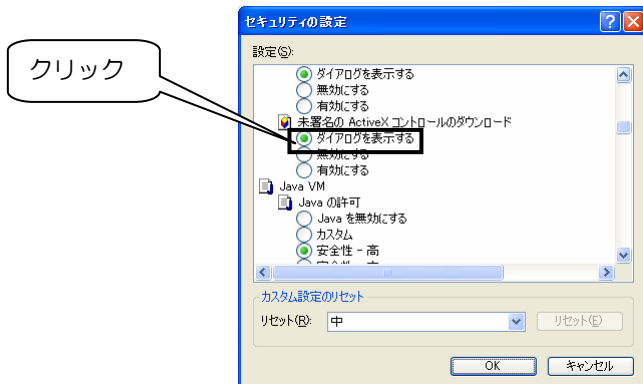 セキュリティの設定
設定(S):
クリック
ダイアログを表示する
無効にする
有効にする
未署名の ActiveX コントロールのダウンロード
ダイアログを表示する
無効にする
有効にする
Java VM
Java の許可
Java を無効にする
カスタム
安全性 - 高
カスタム設定のリセット
リセット(R): 中 リセット(E)
OK キャンセル